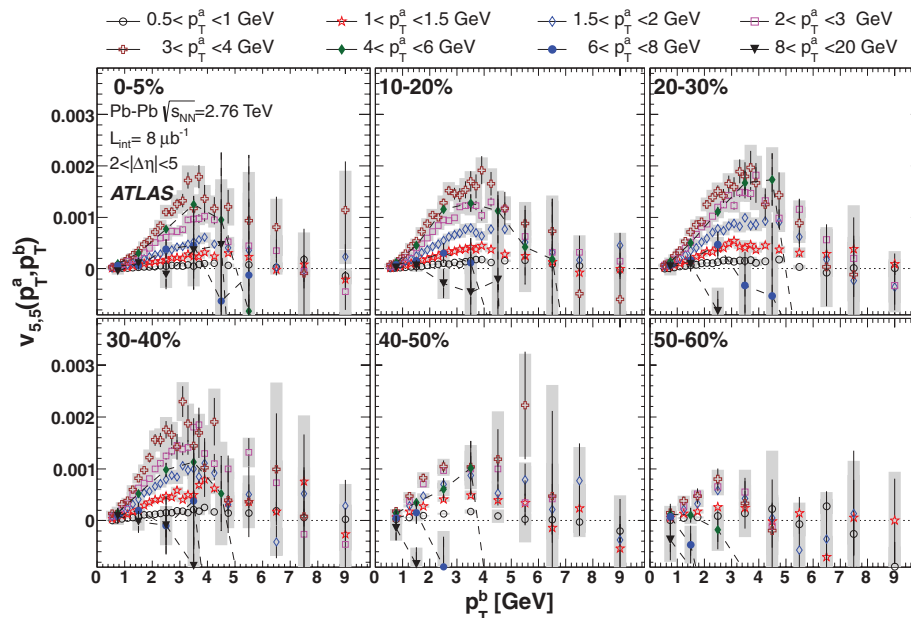 0.5< p_T^a <1 GeV 1< p_T^a <1.5 GeV 1.5< p_T^a <2 GeV 2< p_T^a <3 GeV
3< p_T^a <4 GeV 4< p_T^a <6 GeV 6< p_T^a <8 GeV 8< p_T^a <20 GeV
0-5% 10-20% 20-30%
Pb-Pb √s_NN=2.76 TeV
L_int= 8 μb⁻¹
2<|Δη|<5
ATLAS
0.003
0.002
0.001
0
v_5,5(p_T^a,p_T^b)
30-40% 40-50% 50-60%
0.003
0.002
0.001
0
0 1 2 3 4 5 6 7 8 9 0 1 2 3 4 5 6 7 8 9 0 1 2 3 4 5 6 7 8 9
p_T^b [GeV]